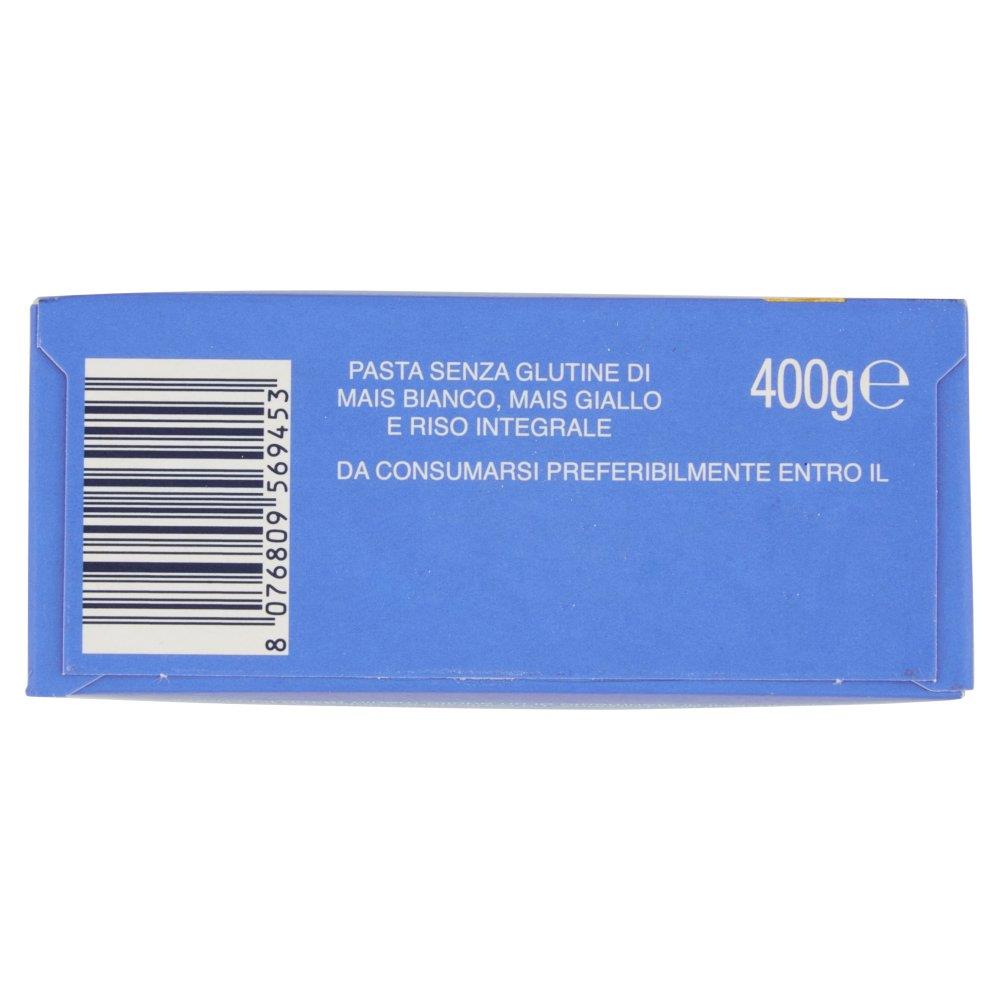 PASTA SENZA GLUTINE DI
MAIS BIANCO, MAIS GIALLO
E RISO INTEGRALE
400g℮
DA CONSUMARSI PREFERIBILMENTE ENTRO IL
8 076809 569453